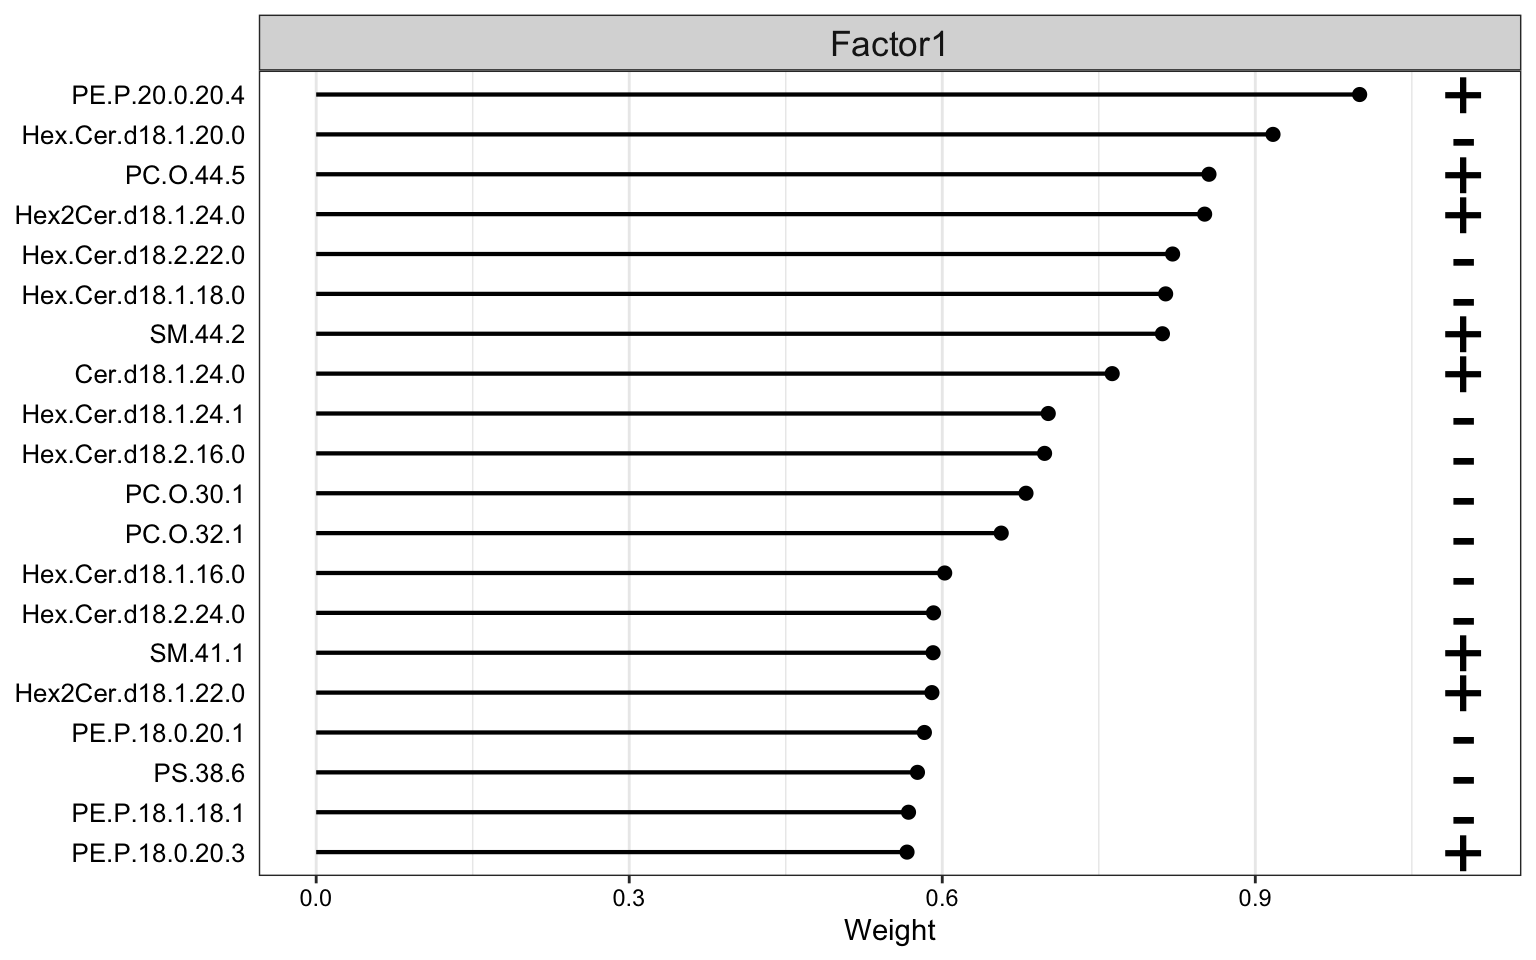 Factor1
PE.P.20.0.20.4 +
Hex.Cer.d18.1.20.0 -
PC.O.44.5 +
Hex2Cer.d18.1.24.0 +
Hex.Cer.d18.2.22.0 -
Hex.Cer.d18.1.18.0 -
SM.44.2 +
Cer.d18.1.24.0 +
Hex.Cer.d18.1.24.1 -
Hex.Cer.d18.2.16.0 -
PC.O.30.1 -
PC.O.32.1 -
Hex.Cer.d18.1.16.0 -
Hex.Cer.d18.2.24.0 -
SM.41.1 +
Hex2Cer.d18.1.22.0 +
PE.P.18.0.20.1 -
PS.38.6 -
PE.P.18.1.18.1 -
PE.P.18.0.20.3 +
0.0 0.3 0.6 0.9
Weight